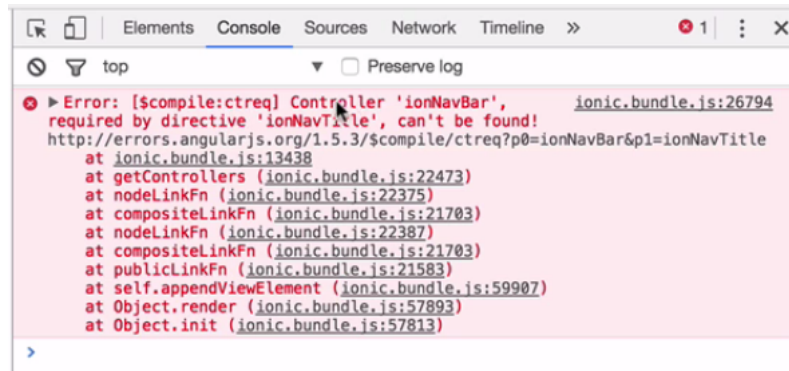 Elements Console Sources Network Timeline » 1
top Preserve log
Error: [$compile:ctreq] Controller 'ionNavBar', ionic.bundle.js:26794
required by directive 'ionNavTitle', can't be found!
http://errors.angularjs.org/1.5.3/$compile/ctreq?p0=ionNavBar&p1=ionNavTitle
at ionic.bundle.js:13438
at getControllers (ionic.bundle.js:22473)
at nodeLinkFn (ionic.bundle.js:22375)
at compositeLinkFn (ionic.bundle.js:21703)
at nodeLinkFn (ionic.bundle.js:22387)
at compositeLinkFn (ionic.bundle.js:21703)
at publicLinkFn (ionic.bundle.js:21583)
at self.appendViewElement (ionic.bundle.js:59907)
at Object.render (ionic.bundle.js:57893)
at Object.init (ionic.bundle.js:57813)